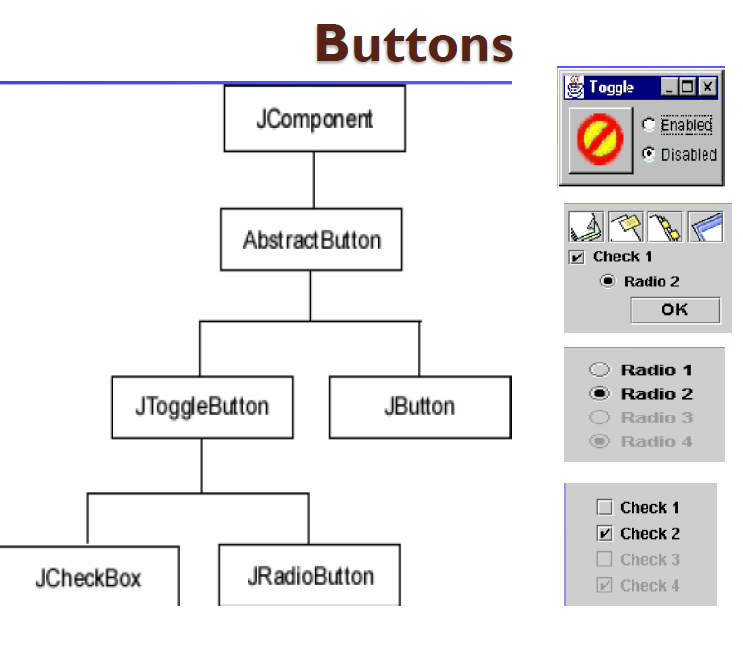 Buttons
JComponent
AbstractButton
JToggleButton
JButton
JCheckBox
JRadioButton
Toggle
Enabled
Disabled
Check 1
Radio 2
OK
Radio 1
Radio 2
Radio 3
Radio 4
Check 1
Check 2
Check 3
Check 4